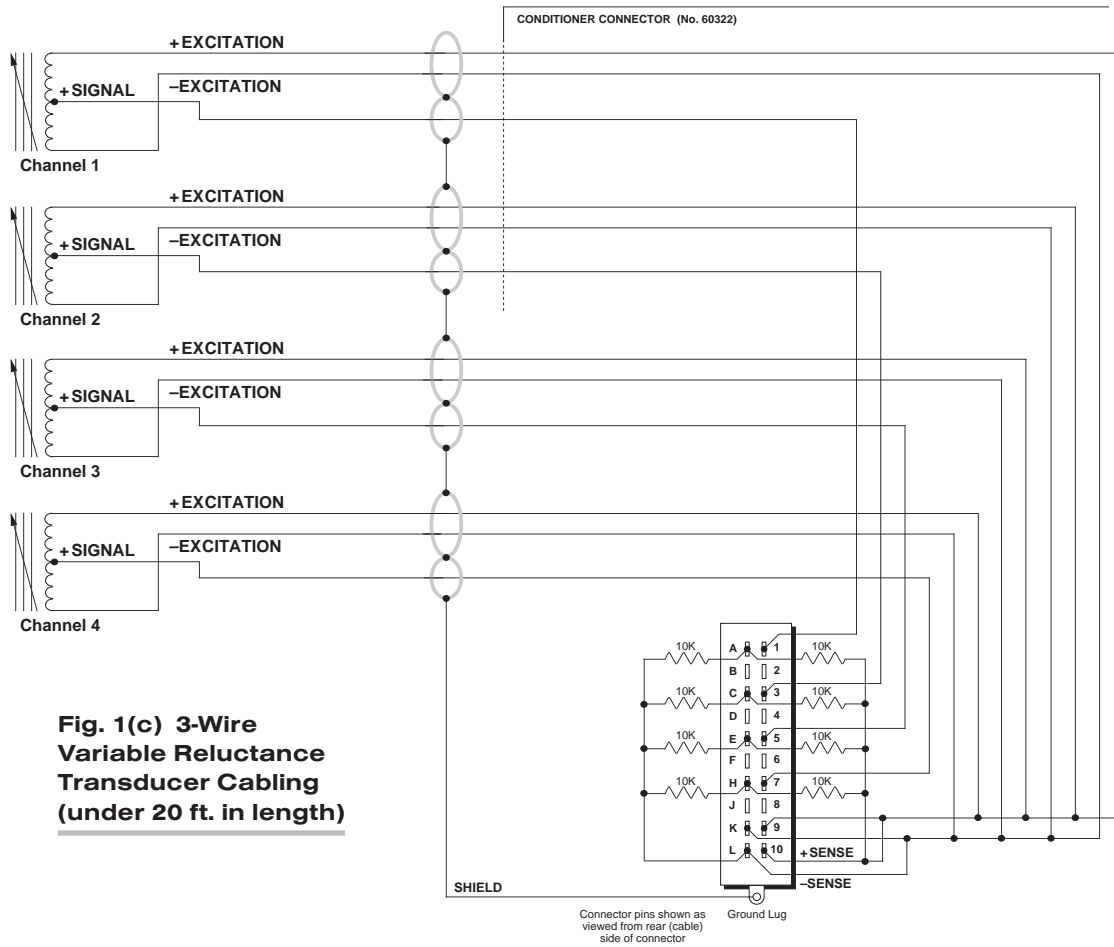 CONDITIONER CONNECTOR (No. 60322)
+EXCITATION
+SIGNAL
–EXCITATION
Channel 1
+EXCITATION
+SIGNAL
–EXCITATION
Channel 2
+EXCITATION
+SIGNAL
–EXCITATION
Channel 3
+EXCITATION
+SIGNAL
–EXCITATION
Channel 4
10K A 1 10K
B 2
10K C 3 10K
D 4
10K E 5 10K
F 6
10K H 7 10K
J 8
K 9
L 10 +SENSE
–SENSE
SHIELD
Connector pins shown as
viewed from rear (cable)
side of connector
Ground Lug
Fig. 1(c) 3-Wire
Variable Reluctance
Transducer Cabling
(under 20 ft. in length)